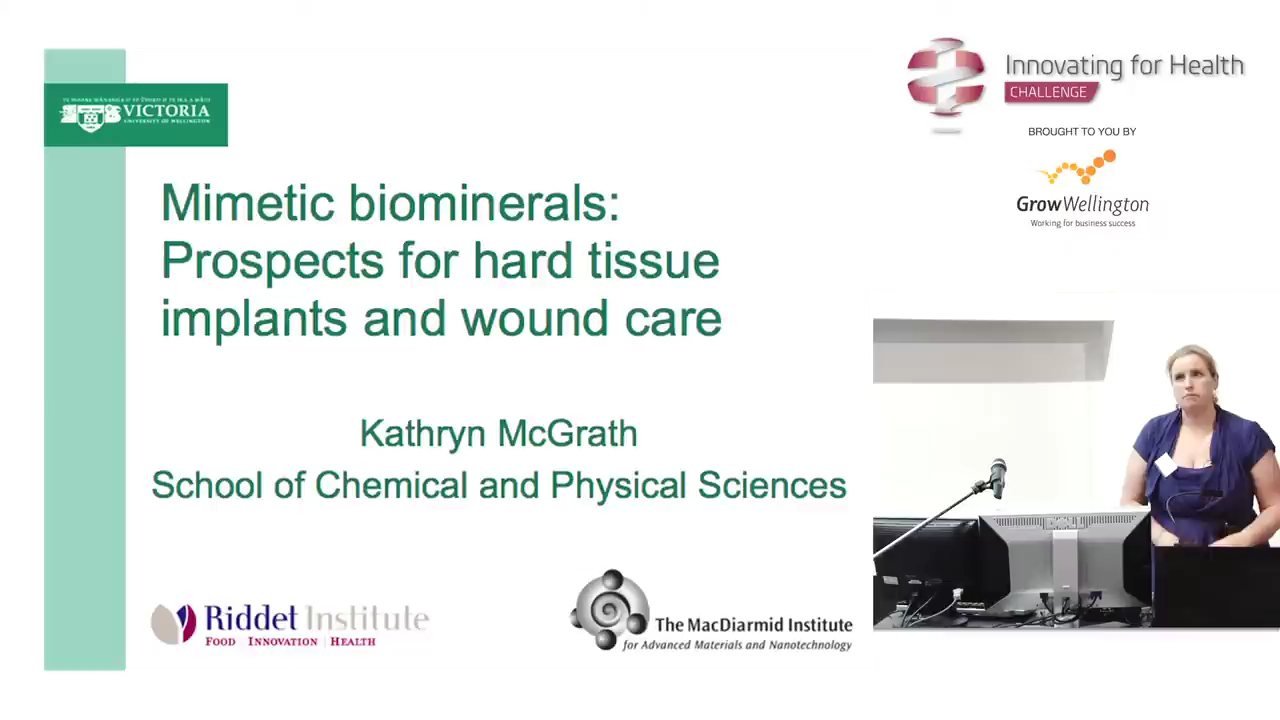 VICTORIA
UNIVERSITY OF WELLINGTON
Mimetic biominerals:
Prospects for hard tissue
implants and wound care
Kathryn McGrath
School of Chemical and Physical Sciences
Riddet Institute
FOOD INNOVATION HEALTH
The MacDiarmid Institute
for Advanced Materials and Nanotechnology
Innovating for Health
CHALLENGE
BROUGHT TO YOU BY
GrowWellington
Working for business success